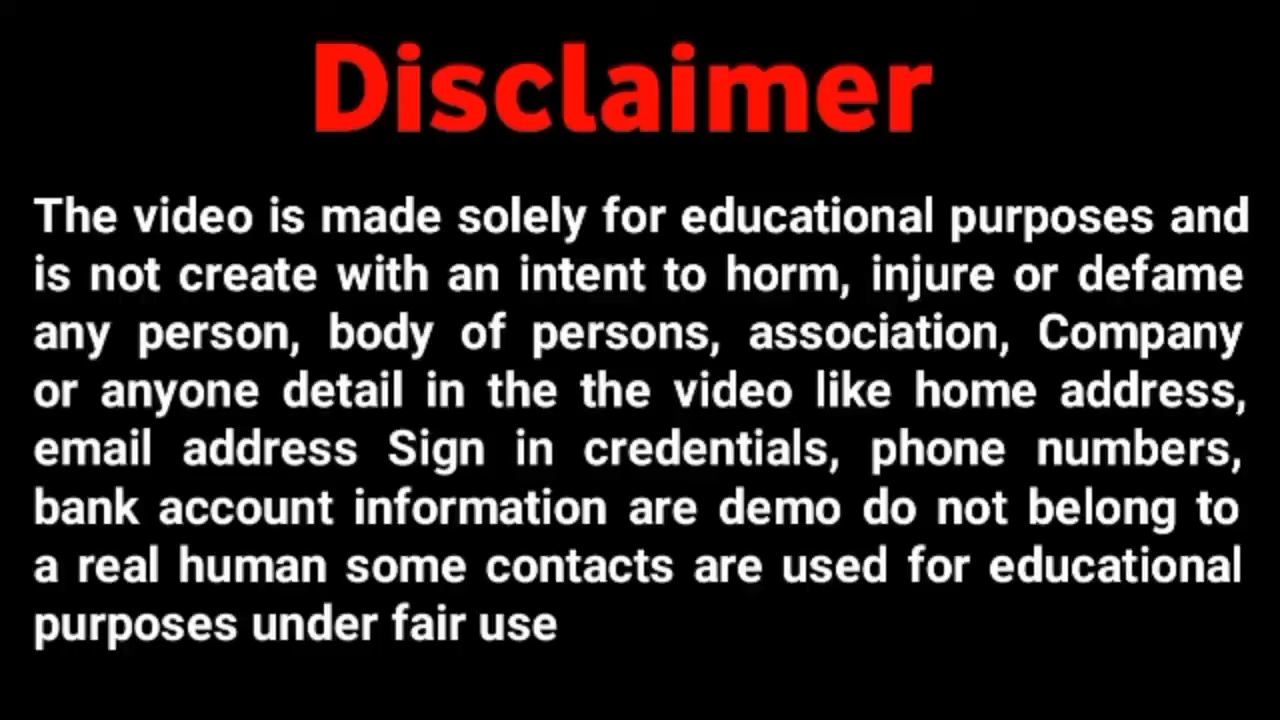 Disclaimer
The video is made solely for educational purposes and
is not create with an intent to horm, injure or defame
any person, body of persons, association, Company
or anyone detail in the the video like home address,
email address Sign in credentials, phone numbers,
bank account information are demo do not belong to
a real human some contacts are used for educational
purposes under fair use